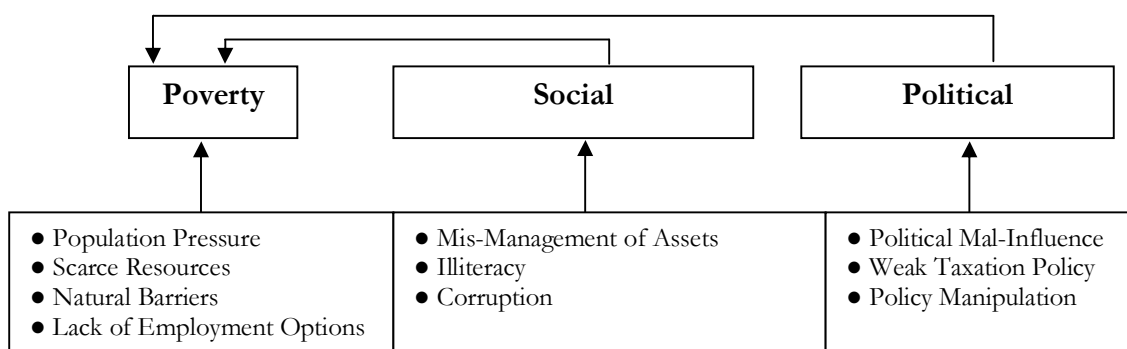 Poverty
Social
Political
● Population Pressure
● Scarce Resources
● Natural Barriers
● Lack of Employment Options
● Mis-Management of Assets
● Illiteracy
● Corruption
● Political Mal-Influence
● Weak Taxation Policy
● Policy Manipulation